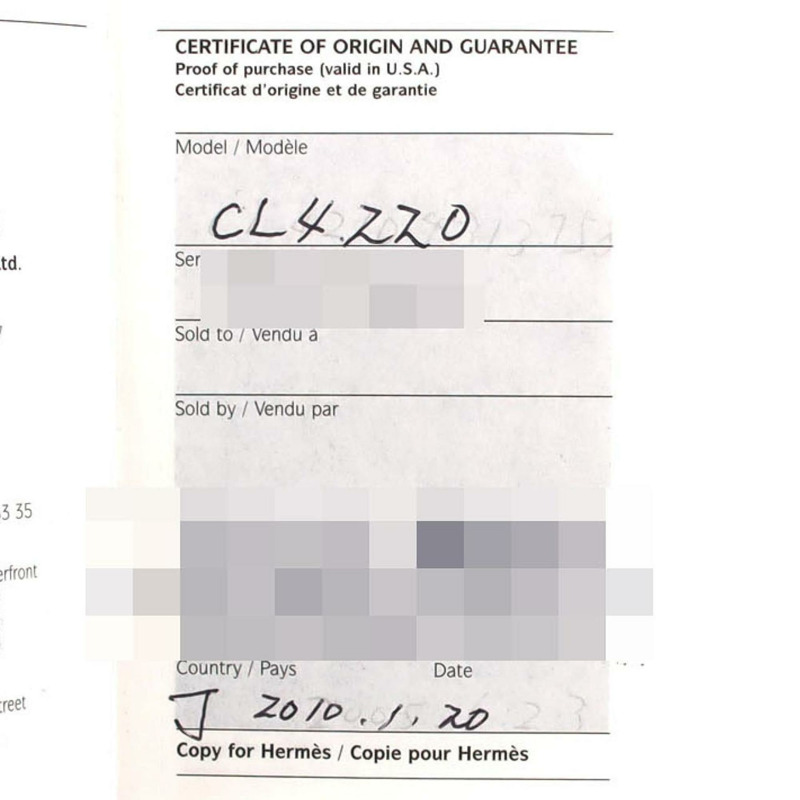 CERTIFICATE OF ORIGIN AND GUARANTEE
Proof of purchase (valid in U.S.A.)
Certificat d'origine et de garantie
Model / Modèle
CL4.220
td.
Ser
Sold to / Vendu à
Sold by / Vendu par
3 35
erfront
Country / Pays Date
reet
J 2010.1.20
Copy for Hermès / Copie pour Hermès